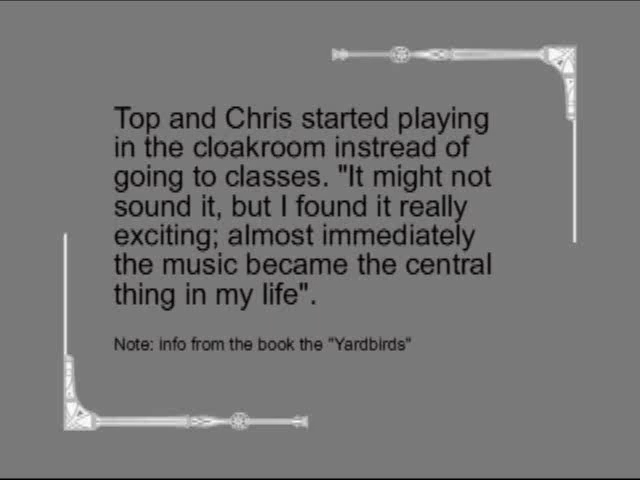 Top and Chris started playing
in the cloakroom instread of
going to classes. "It might not
sound it, but I found it really
exciting; almost immediately
the music became the central
thing in my life".
Note: info from the book the "Yardbirds"